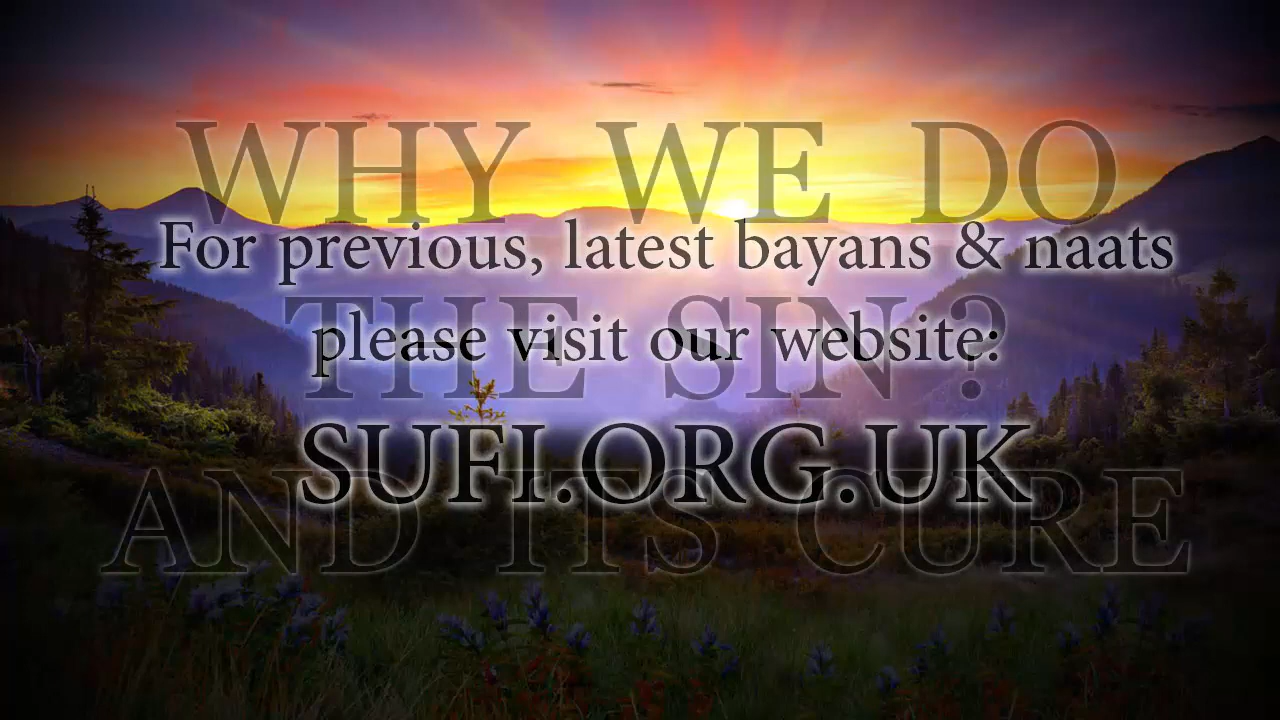 WHY WE DO
For previous, latest bayans & naats
THE SIN?
please visit our website:
SUFI.ORG.UK
AND ITS CURE